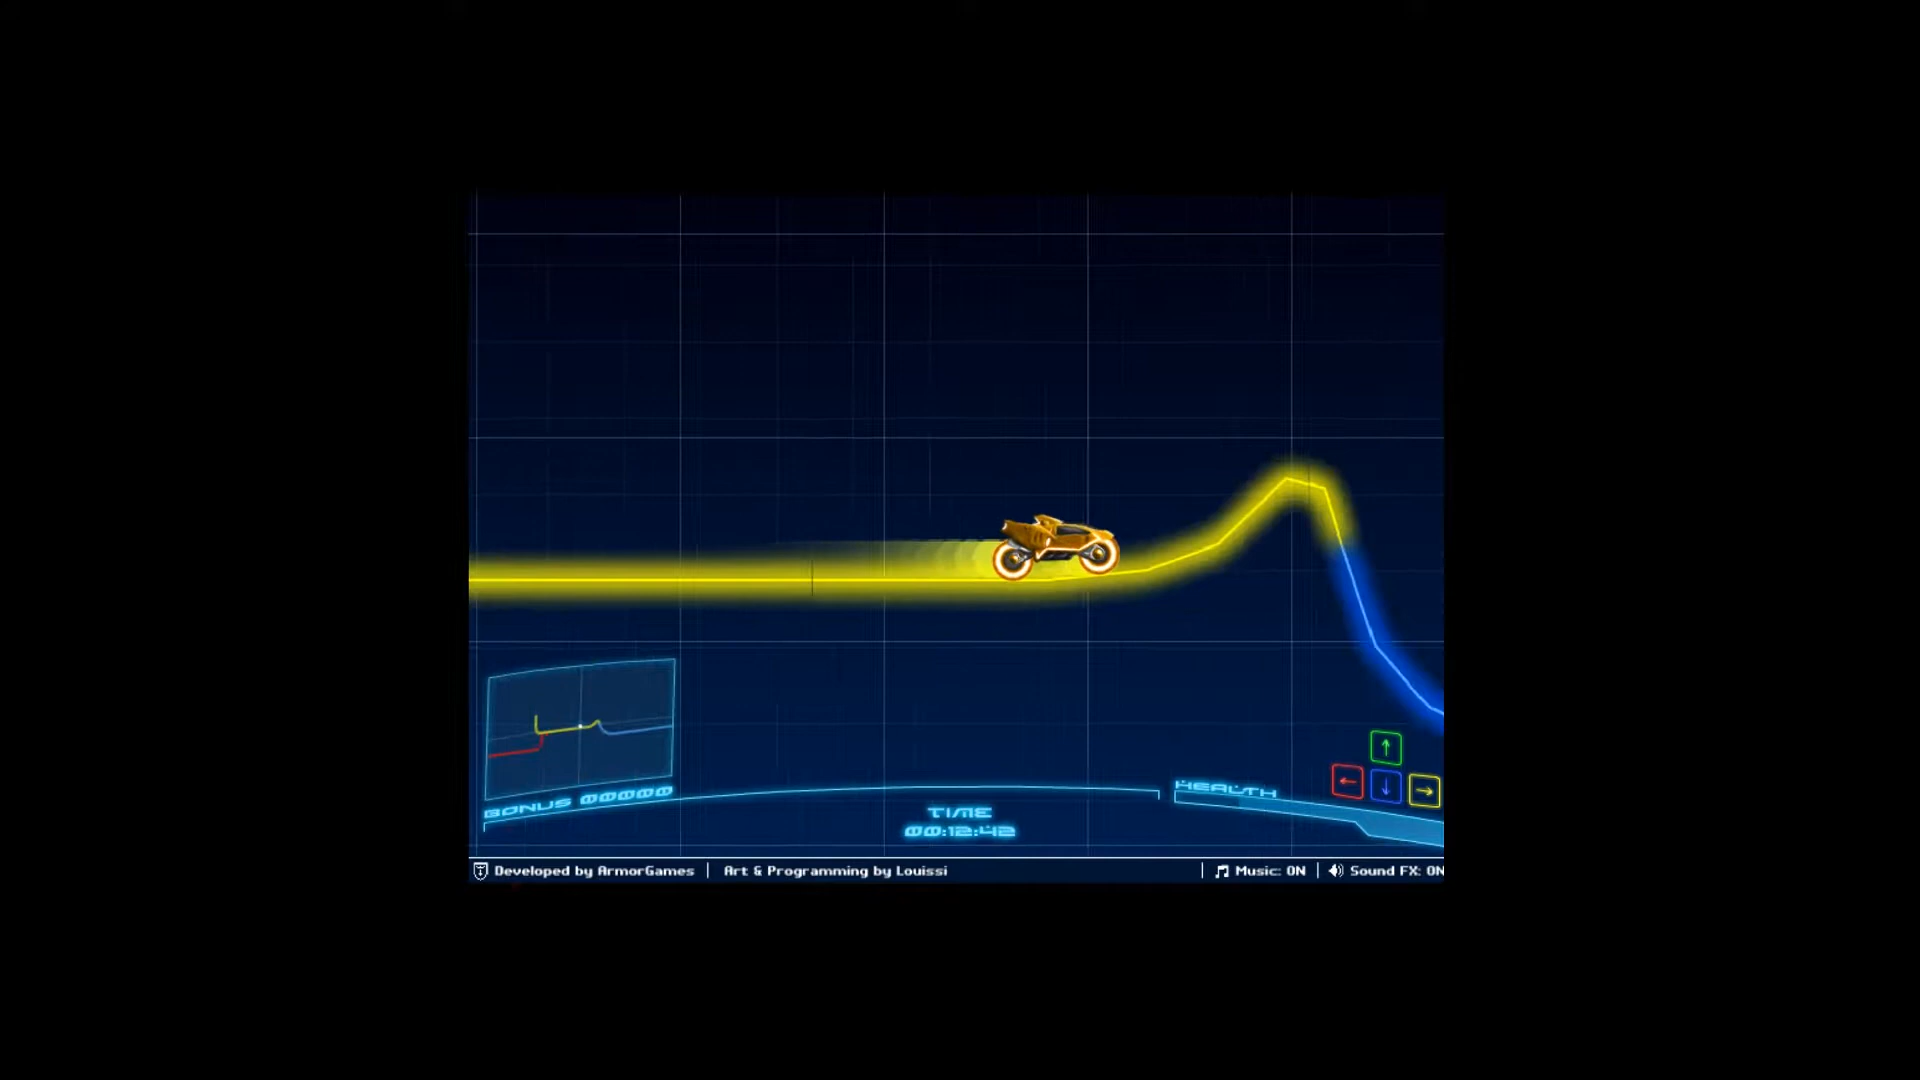 BONUS 00000
TIME
00:12:42
HEALTH
Developed by ArmorGames | Art & Programming by Louissi | Music: ON | Sound FX: ON